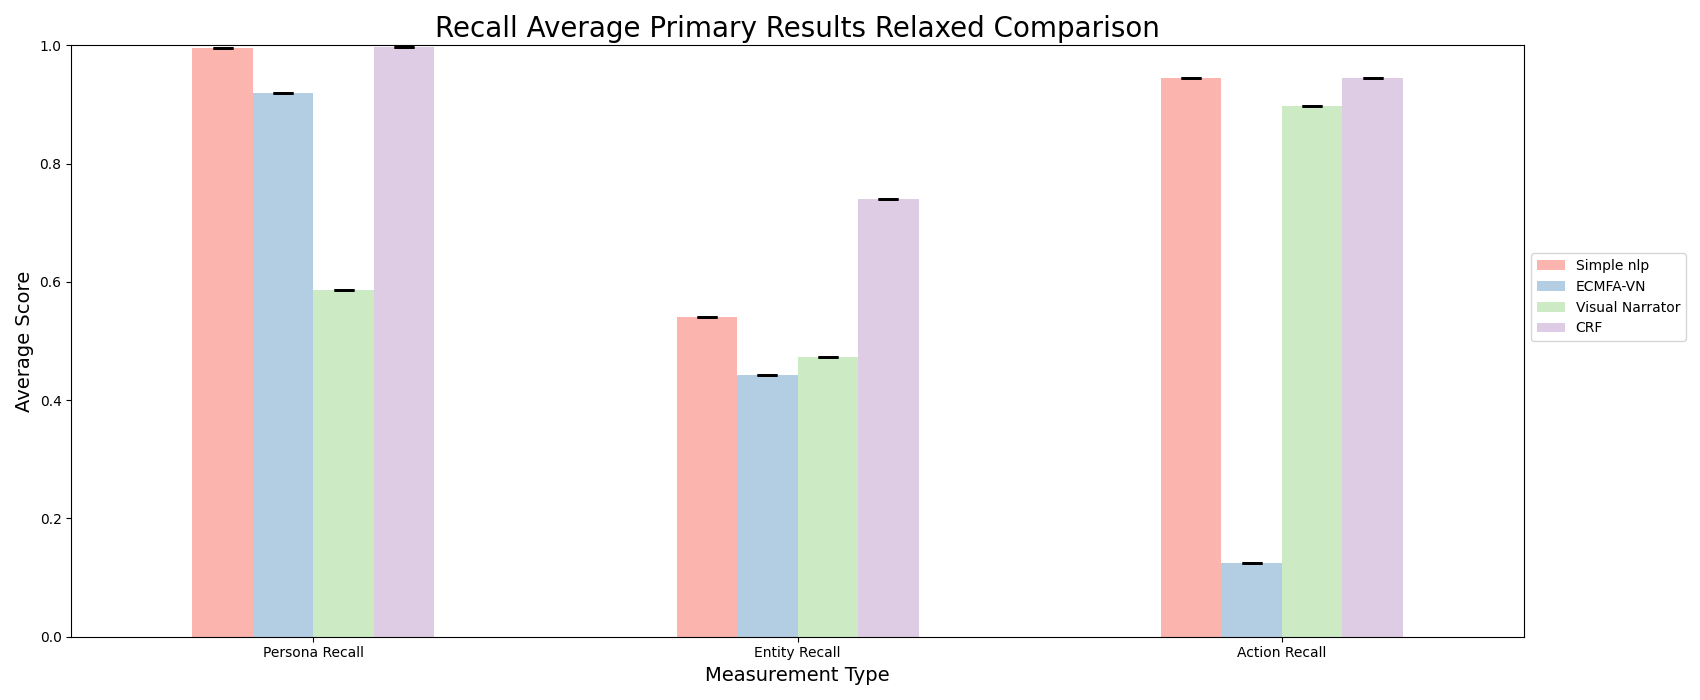 Recall Average Primary Results Relaxed Comparison
Average Score
1.0
0.8
0.6
0.4
0.2
0.0
Persona Recall
Entity Recall
Action Recall
Measurement Type
Simple nlp
ECMFA-VN
Visual Narrator
CRF